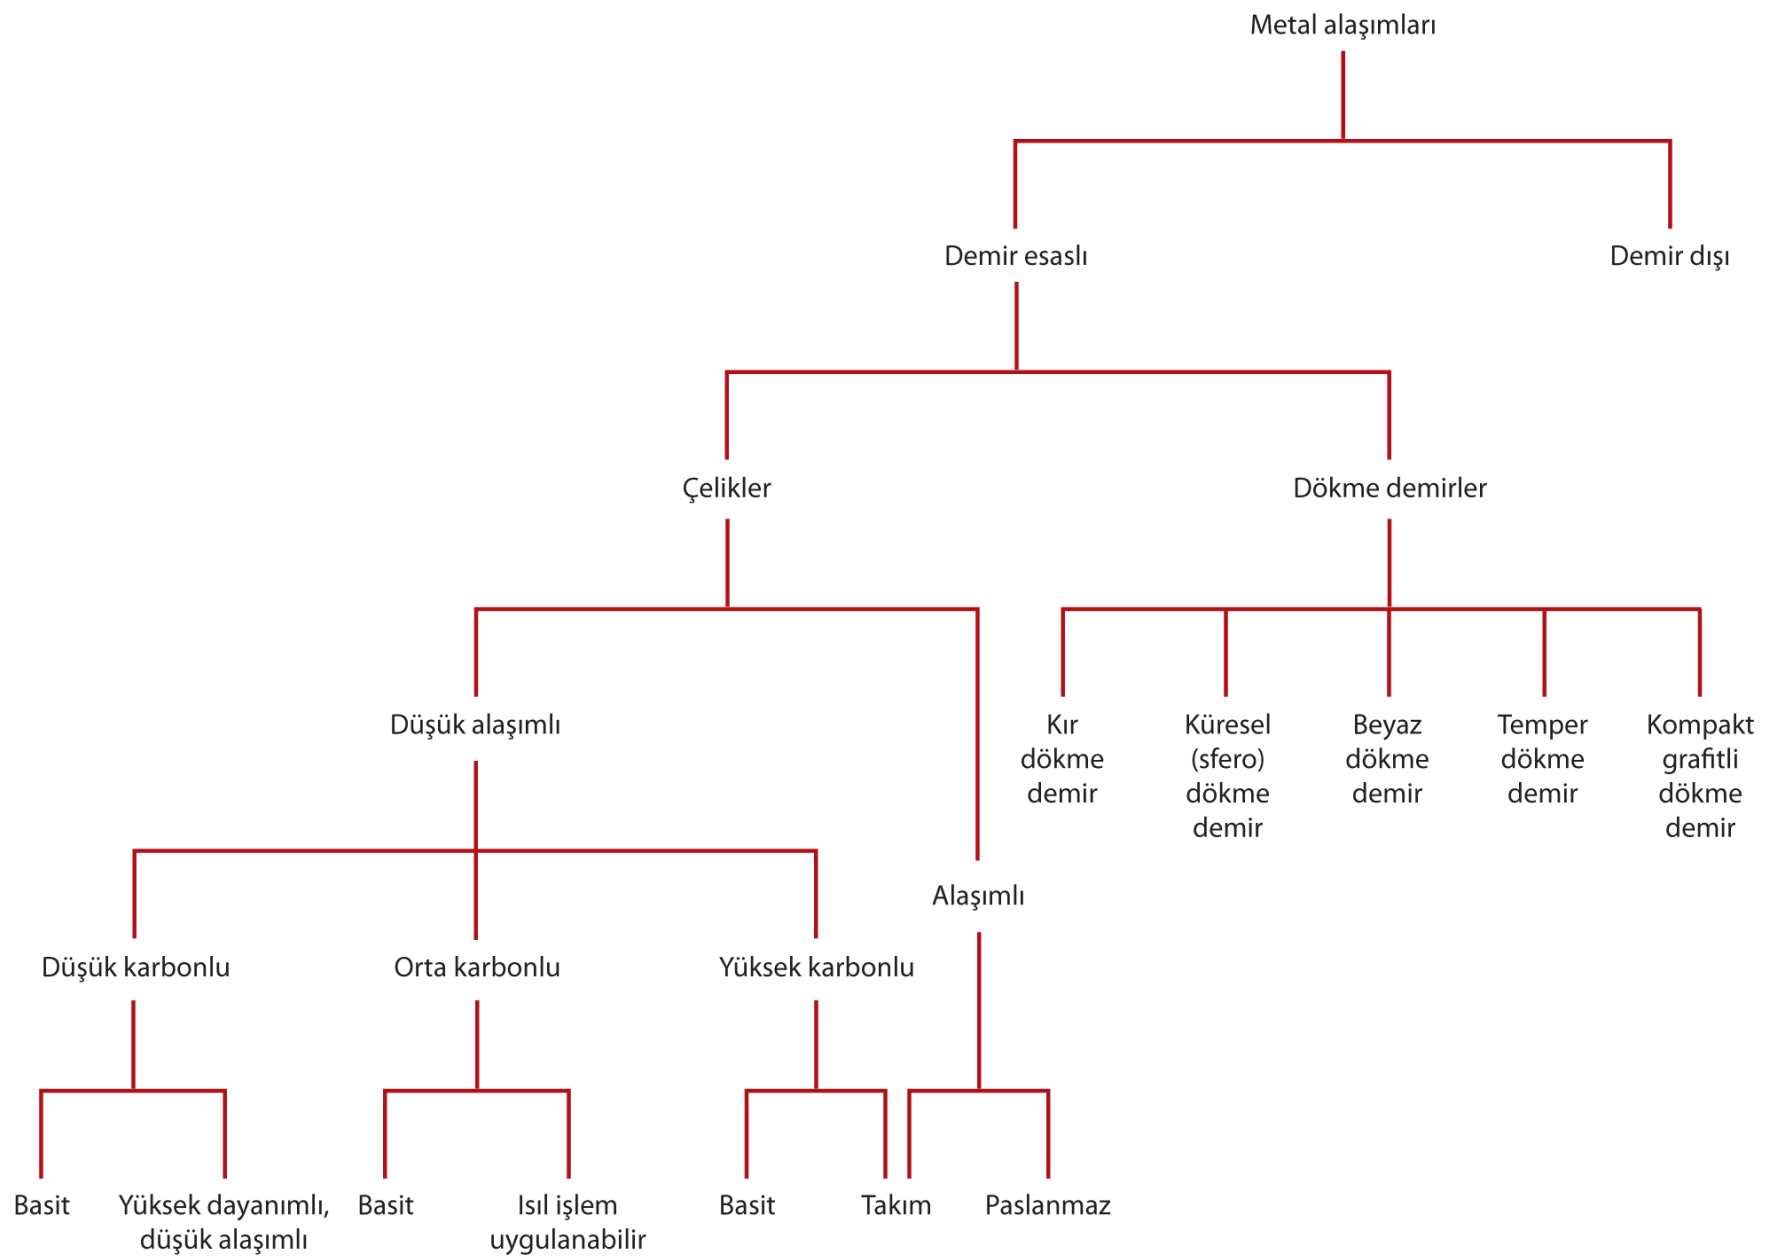 Metal alaşımları
Demir esaslı
Demir dışı
Çelikler
Dökme demirler
Düşük alaşımlı
Kır
dökme
demir
Küresel
(sfero)
dökme
demir
Beyaz
dökme
demir
Temper
dökme
demir
Kompakt
grafitli
dökme
demir
Alaşımlı
Düşük karbonlu
Orta karbonlu
Yüksek karbonlu
Basit
Yüksek dayanımlı,
düşük alaşımlı
Basit
Isıl işlem
uygulanabilir
Basit
Takım
Paslanmaz